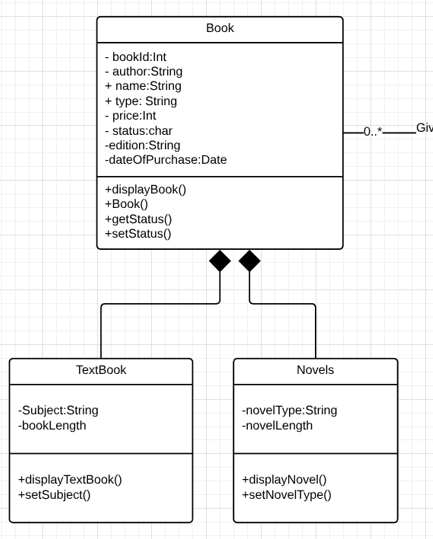 Book
- bookId:Int
- author:String
+ name:String
+ type: String
- price:Int
- status:char
-edition:String
-dateOfPurchase:Date
0..*
Giv
+displayBook()
+Book()
+getStatus()
+setStatus()
TextBook
-Subject:String
-bookLength
+displayTextBook()
+setSubject()
Novels
-novelType:String
-novelLength
+displayNovel()
+setNovelType()